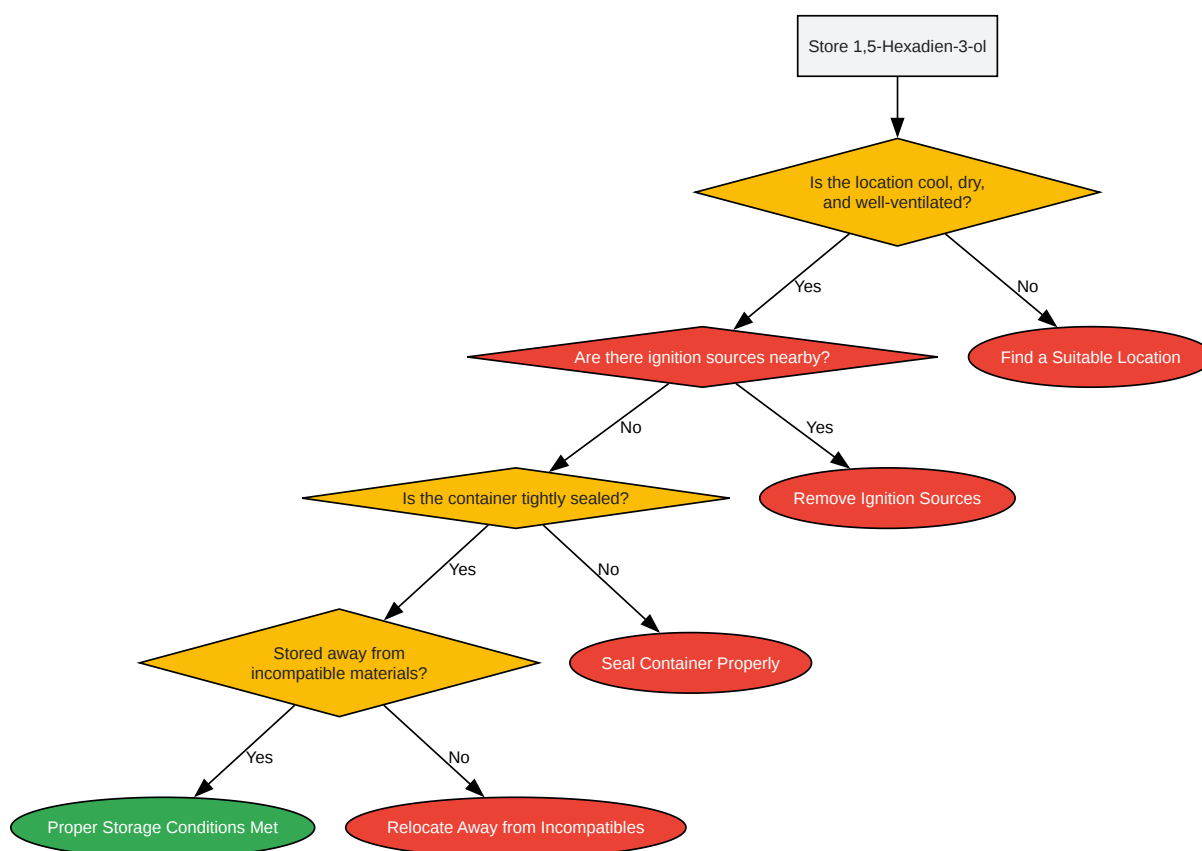 Store 1,5-Hexadien-3-ol
Is the location cool, dry,
and well-ventilated?
Yes
No
Are there ignition sources nearby?
Find a Suitable Location
No
Yes
Is the container tightly sealed?
Remove Ignition Sources
Yes
No
Stored away from
incompatible materials?
Seal Container Properly
Yes
No
Proper Storage Conditions Met
Relocate Away from Incompatibles